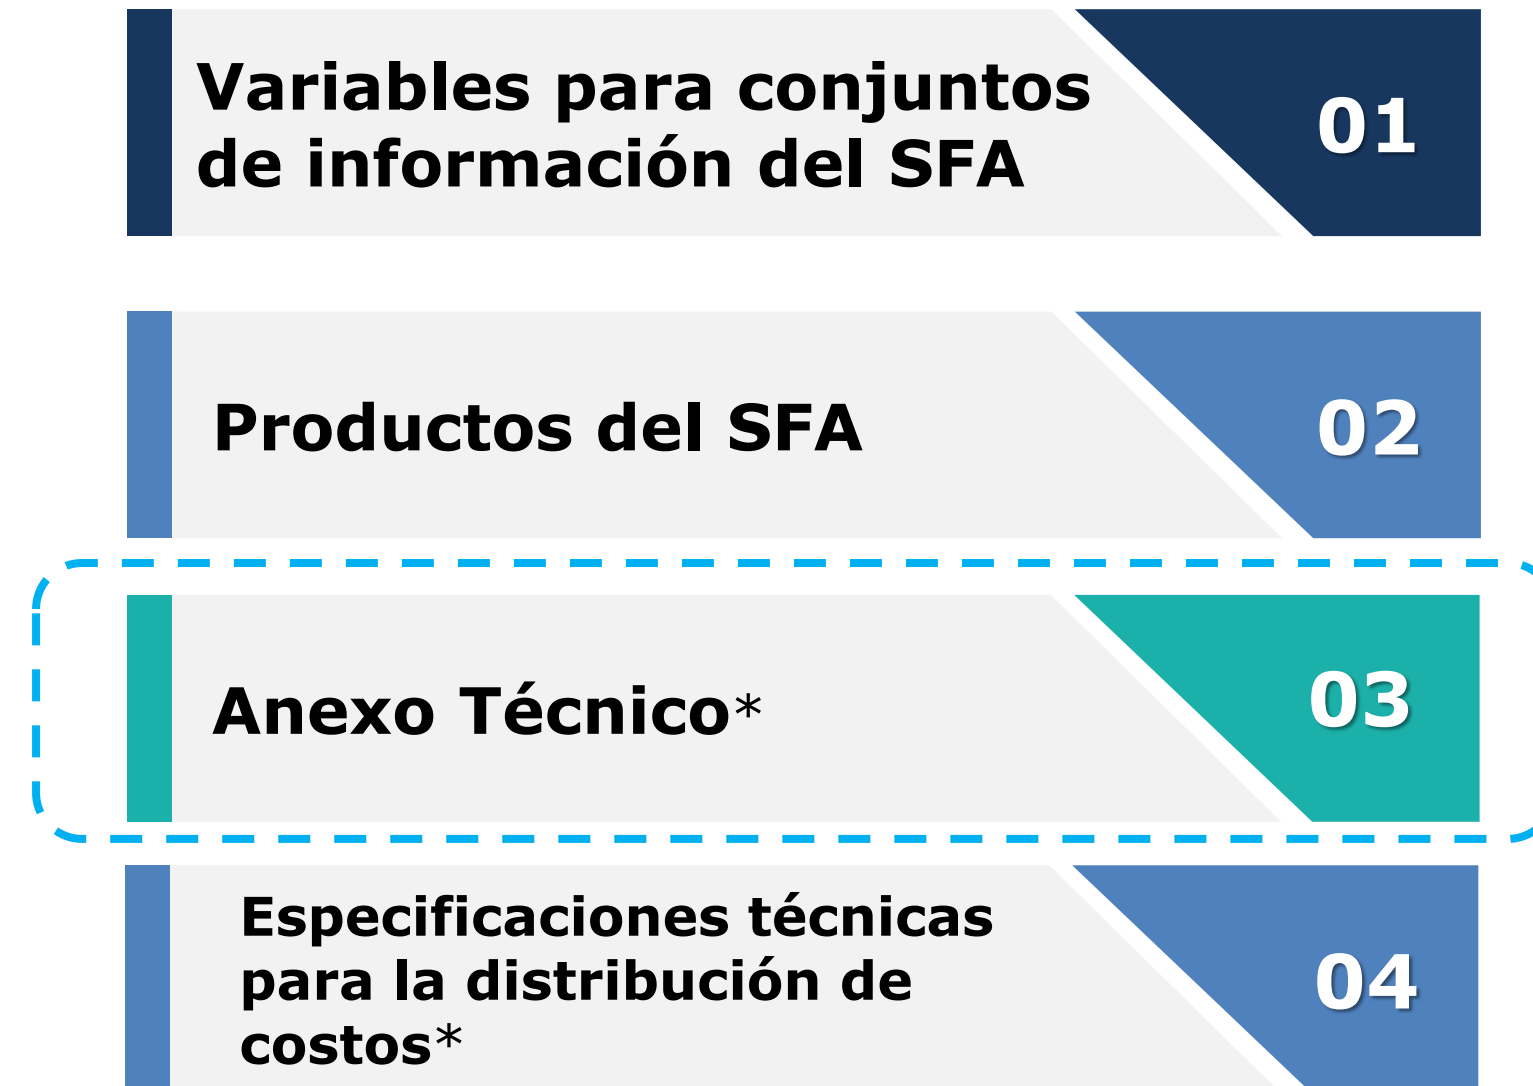 Variables para conjuntos
de información del SFA
01
Productos del SFA
02
Anexo Técnico*
03
Especificaciones técnicas
para la distribución de
costos*
04